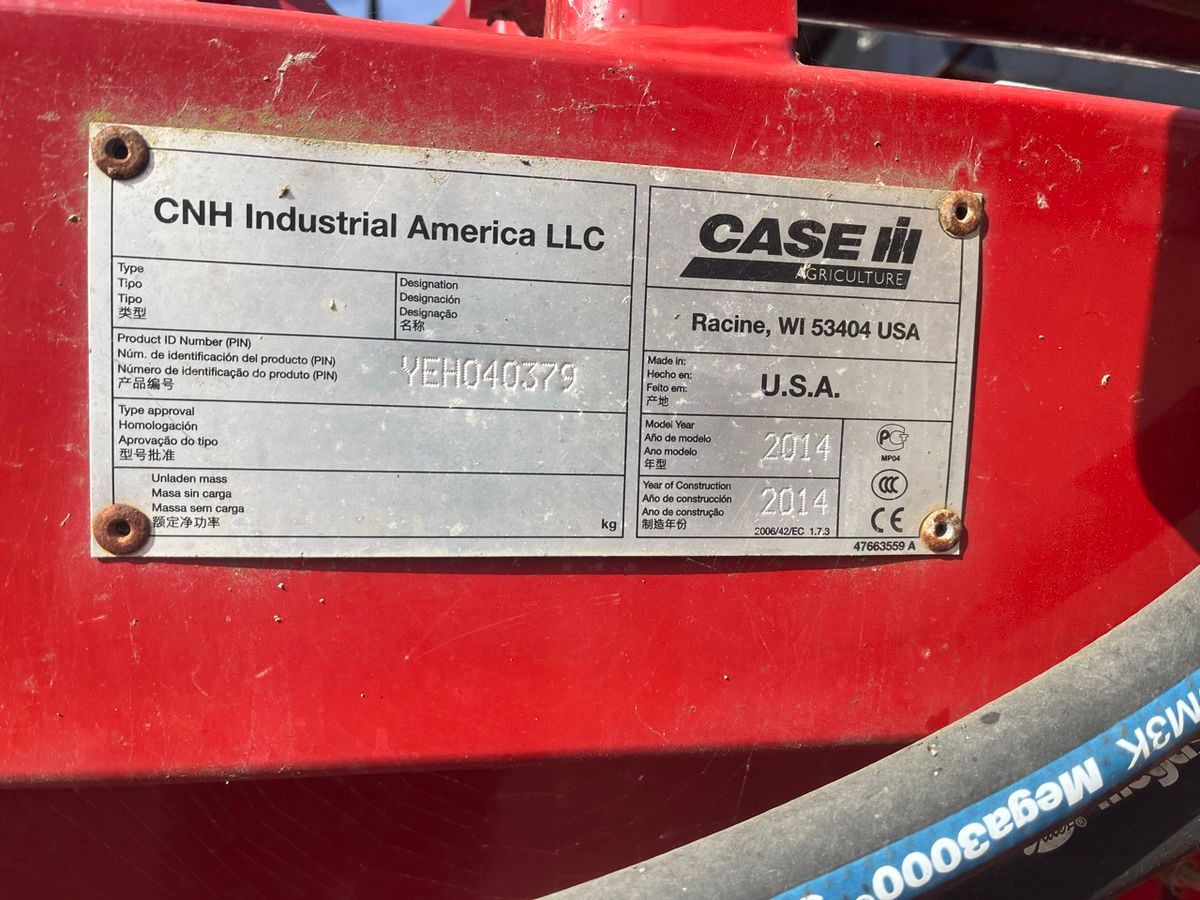 CNH Industrial America LLC
Type
Tipo
Tipo
类型
Designation
Designación
Designação
名称
Product ID Number (PIN)
Núm. de identificación del producto (PIN)
Número de identificação do produto (PIN)
产品编号
YEH040379
Type approval
Homologación
Aprovação do tipo
型号批准
Unladen mass
Masa sin carga
Massa sem carga
额定净功率
kg
CASE IH
AGRICULTURE
Racine, WI 53404 USA
Made in:
Hecho en:
Feito em:
产地
U.S.A.
Model Year
Año de modelo
Ano modelo
年型
2014
Year of Construction
Año de construcción
Ano de construção
制造年份
2014
2006/42/EC 1.7.3
PCT
MP04
CCC
CE
47663559 A
M3K Mega3000